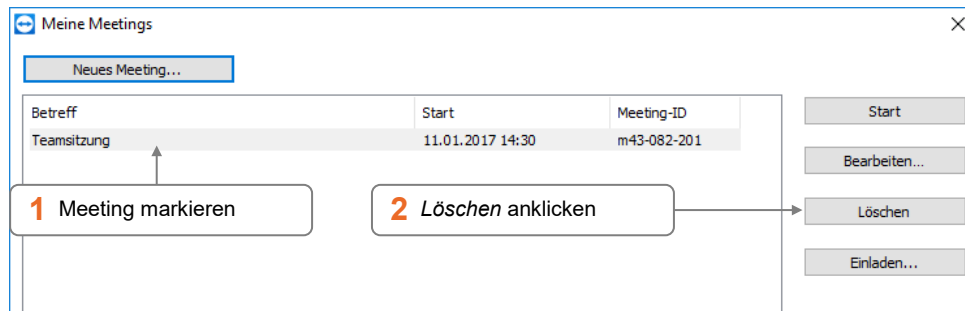 Meine Meetings
Neues Meeting...
Betreff Start Meeting-ID
Teamsitzung 11.01.2017 14:30 m43-082-201
Start
Bearbeiten...
1 Meeting markieren
2 Löschen anklicken
Löschen
Einladen...